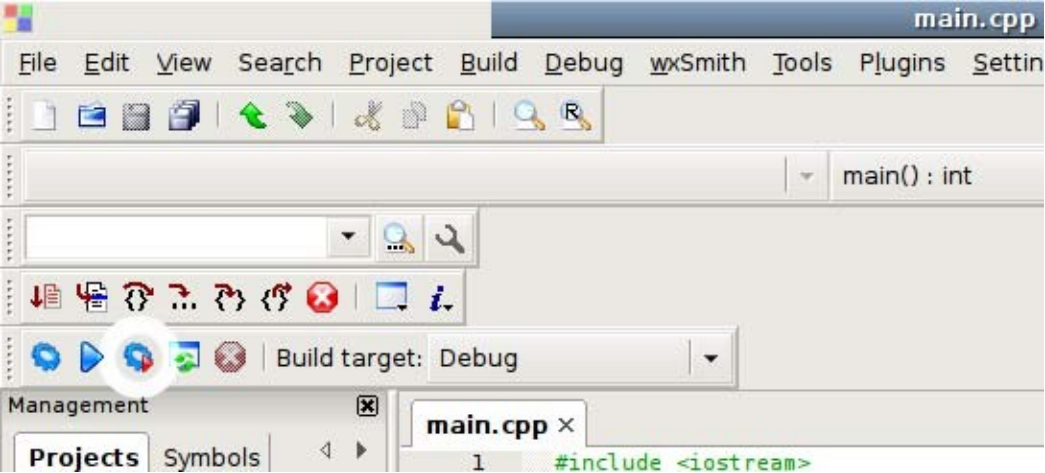 main.cpp
File Edit View Search Project Build Debug wxSmith Tools Plugins Settin
R
main() : int
Build target: Debug
Management
Projects Symbols
main.cpp
1 #include <iostream>